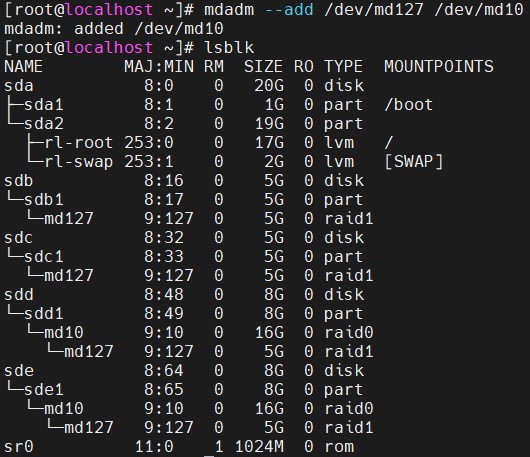 [root@localhost ~]# mdadm --add /dev/md127 /dev/md10
mdadm: added /dev/md10
[root@localhost ~]# lsblk
NAME        MAJ:MIN RM  SIZE RO TYPE  MOUNTPOINTS
sda           8:0    0   20G  0 disk
├─sda1        8:1    0    1G  0 part  /boot
└─sda2        8:2    0   19G  0 part
  ├─rl-root 253:0    0   17G  0 lvm   /
  └─rl-swap 253:1    0    2G  0 lvm   [SWAP]
sdb           8:16   0    5G  0 disk
└─sdb1        8:17   0    5G  0 part
  └─md127     9:127  0    5G  0 raid1
sdc           8:32   0    5G  0 disk
└─sdc1        8:33   0    5G  0 part
  └─md127     9:127  0    5G  0 raid1
sdd           8:48   0    8G  0 disk
└─sdd1        8:49   0    8G  0 part
  └─md10      9:10   0   16G  0 raid0
    └─md127   9:127  0    5G  0 raid1
sde           8:64   0    8G  0 disk
└─sde1        8:65   0    8G  0 part
  └─md10      9:10   0   16G  0 raid0
    └─md127   9:127  0    5G  0 raid1
sr0          11:0    1 1024M  0 rom